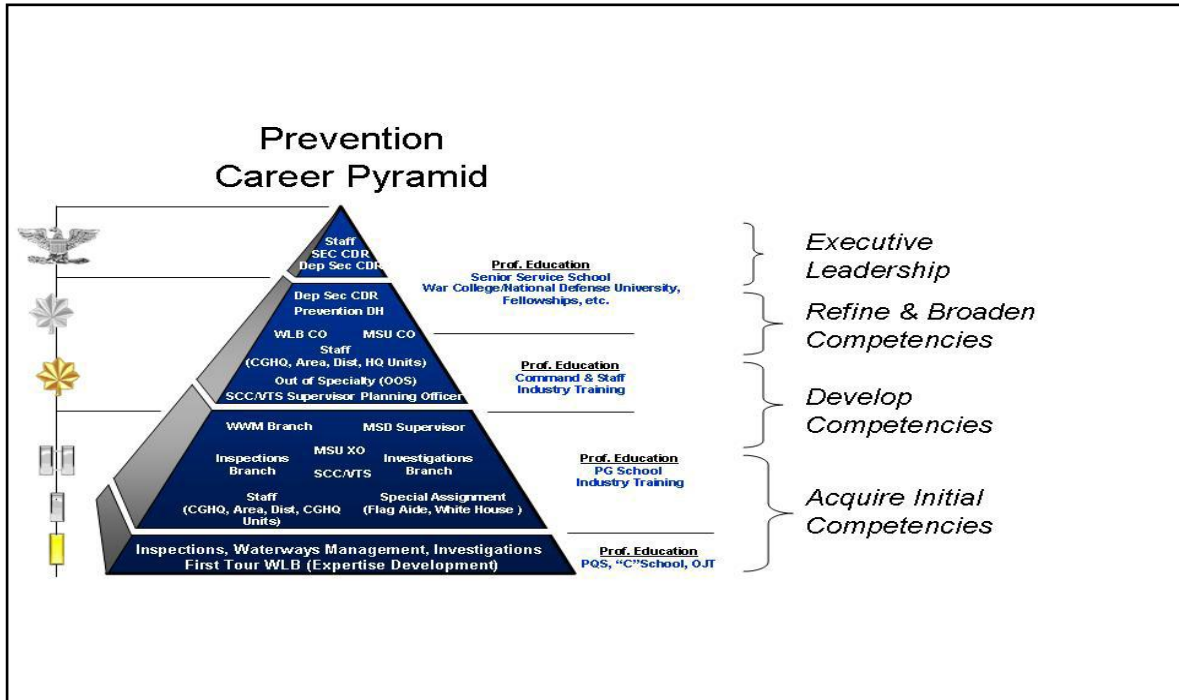 Prevention
Career Pyramid
Staff
SEC CDR
Dep Sec CDR
Dep Sec CDR
Prevention DH
WLB CO MSU CO
Staff
(CGHQ, Area, Dist, HQ Units)
Out of Specialty (OOS)
SCC/VTS Supervisor Planning Officer
WWM Branch MSD Supervisor
MSU XO
Inspections
Branch
Investigations
Branch
SCC/VTS
Staff
(CGHQ, Area, Dist, CGHQ
Units)
Special Assignment
(Flag Aide, White House )
Inspections, Waterways Management, Investigations
First Tour WLB (Expertise Development)
Prof. Education
Senior Service School
War College/National Defense University,
Fellowships, etc.
Prof. Education
Command & Staff
Industry Training
Prof. Education
PG School
Industry Training
Prof. Education
PQS, “C”School, OJT
Executive
Leadership
Refine & Broaden
Competencies
Develop
Competencies
Acquire Initial
Competencies